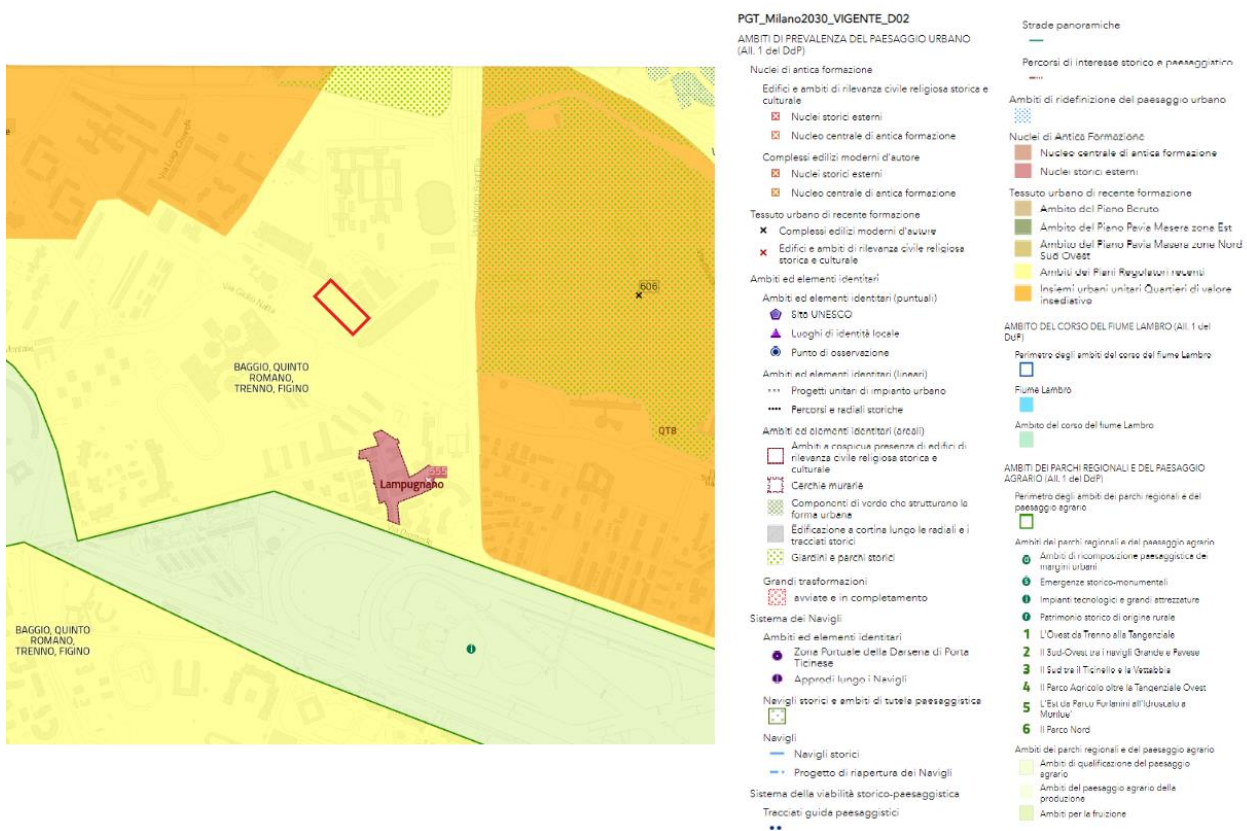 Via Luigi Chiarelli
Via Giulio Natta
606
BAGGIO, QUINTO
ROMANO,
TRENNO, FIGINO
QT8
555
Lampugnano
BAGGIO, QUINTO
ROMANO,
TRENNO, FIGINO
PGT_Milano2030_VIGENTE_D02
AMBITI DI PREVALENZA DEL PAESAGGIO URBANO
(All. 1 del DdP)
Nuclei di antica formazione
Edifici e ambiti di rilevanza civile religiosa storica e
culturale
Nuclei storici esterni
Nucleo centrale di antica formazione
Complessi edilizi moderni d'autore
Nuclei storici esterni
Nucleo centrale di antica formazione
Tessuto urbano di recente formazione
Complessi edilizi moderni d'autore
Edifici e ambiti di rilevanza civile religiosa
storica e culturale
Ambiti ed elementi identitari
Ambiti ed elementi identitari (puntuali)
Sito UNESCO
Luoghi di identità locale
Punto di osservazione
Ambiti ed elementi identitari (lineari)
Progetti unitari di impianto urbano
Percorsi e radiali storiche
Ambiti ed elementi identitari (areali)
Ambiti a cospicua presenza di edifici di
rilevanza civile religiosa storica e
culturale
Cerchie murarie
Componenti di verde che strutturano la
forma urbana
Edificazione a cortina lungo le radiali e i
tracciati storici
Giardini e parchi storici
Grandi trasformazioni
avviate e in completamento
Sistema dei Navigli
Ambiti ed elementi identitari
Zona Portuale della Darsena di Porta
Ticinese
Approdi lungo i Navigli
Navigli storici e ambiti di tutela paesaggistica
Navigli
Navigli storici
Progetto di riapertura dei Navigli
Sistema della viabilità storico-paesaggistica
Tracciati guida paesaggistici
Strade panoramiche
Percorsi di interesse storico e paesaggistico
Ambiti di ridefinizione del paesaggio urbano
Nuclei di Antica Formazione
Nucleo centrale di antica formazione
Nuclei storici esterni
Tessuto urbano di recente formazione
Ambito del Piano Beruto
Ambito del Piano Pavia Masera zone Est
Ambito del Piano Pavia Masera zone Nord
Sud Ovest
Ambiti dei Piani Regolatori recenti
Insiemi urbani unitari Quartieri di valore
insediativo
AMBITO DEL CORSO DEL FIUME LAMBRO (All. 1 del
DdP)
Perimetro degli ambiti del corso del fiume Lambro
Fiume Lambro
Ambito del corso del fiume Lambro
AMBITI DEI PARCHI REGIONALI E DEL PAESAGGIO
AGRARIO (All. 1 del DdP)
Perimetro degli ambiti dei parchi regionali e del
paesaggio agrario
Ambiti dei parchi regionali e del paesaggio agrario
Ambiti di ricomposizione paesaggistica dei
margini urbani
Emergenze storico-monumentali
Impianti tecnologici e grandi attrezzature
Patrimonio storico di origine rurale
1 L'Ovest da Trenno alla Tangenziale
2 Il Sud-Ovest tra i navigli Grande e Pavese
3 Il Sud tra il Ticinello e la Vettabbia
4 Il Parco Agricolo oltre la Tangenziale Ovest
5 L'Est da Parco Forlanini all'Idroscalo a
Monlue'
6 Il Parco Nord
Ambiti dei parchi regionali e del paesaggio agrario
Ambiti di qualificazione del paesaggio
agrario
Ambiti del paesaggio agrario della
produzione
Ambiti per la fruizione